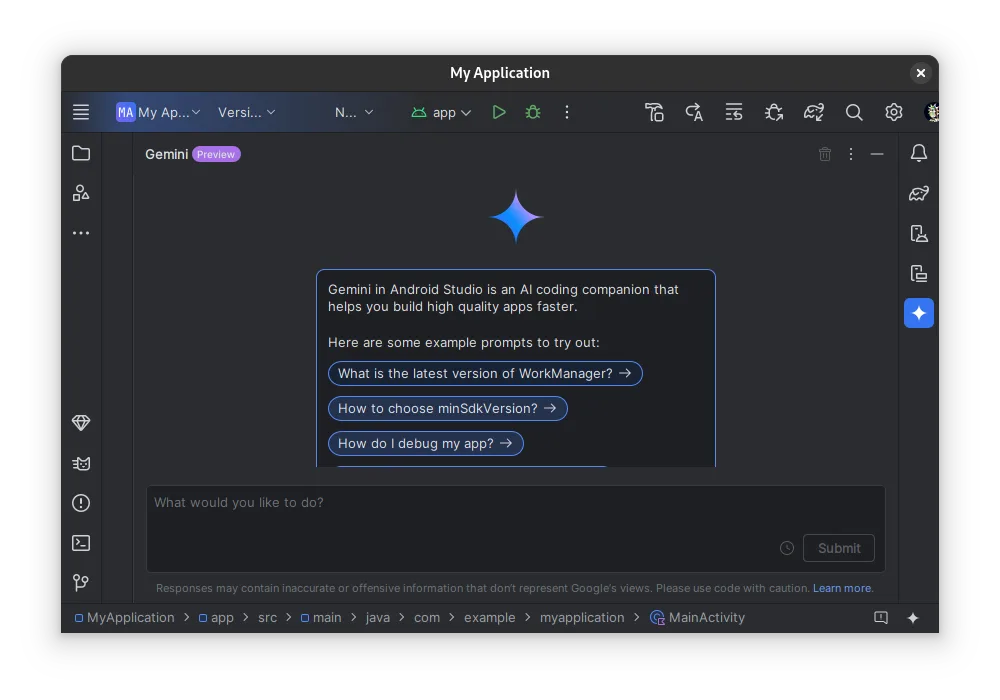 My Application
MA My Ap... Versi... N... app
Gemini Preview
Gemini in Android Studio is an AI coding companion that
helps you build high quality apps faster.
Here are some example prompts to try out:
What is the latest version of WorkManager? →
How to choose minSdkVersion? →
How do I debug my app? →
What would you like to do?
Submit
Responses may contain inaccurate or offensive information that don't represent Google's views. Please use code with caution. Learn more.
MyApplication > app > src > main > java > com > example > myapplication > MainActivity